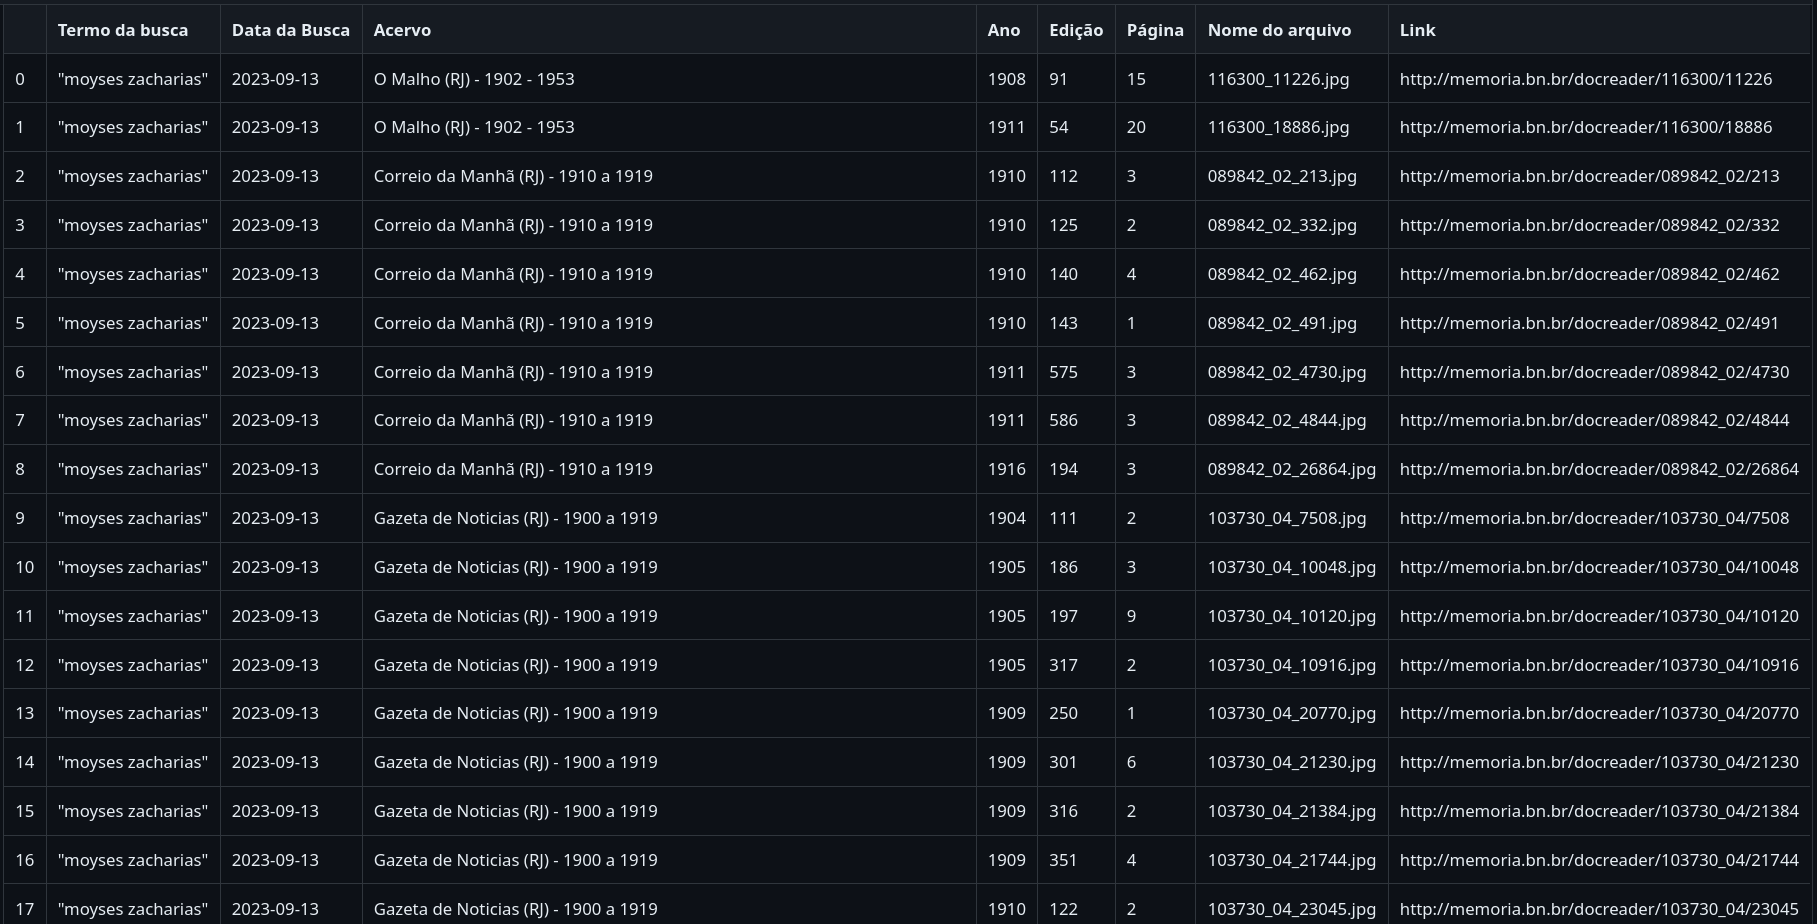 Termo da busca Data da Busca Acervo Ano Edição Página Nome do arquivo Link
0 "moyses zacharias" 2023-09-13 O Malho (RJ) - 1902 - 1953 1908 91 15 116300_11226.jpg http://memoria.bn.br/docreader/116300/11226
1 "moyses zacharias" 2023-09-13 O Malho (RJ) - 1902 - 1953 1911 54 20 116300_18886.jpg http://memoria.bn.br/docreader/116300/18886
2 "moyses zacharias" 2023-09-13 Correio da Manhã (RJ) - 1910 a 1919 1910 112 3 089842_02_213.jpg http://memoria.bn.br/docreader/089842_02/213
3 "moyses zacharias" 2023-09-13 Correio da Manhã (RJ) - 1910 a 1919 1910 125 2 089842_02_332.jpg http://memoria.bn.br/docreader/089842_02/332
4 "moyses zacharias" 2023-09-13 Correio da Manhã (RJ) - 1910 a 1919 1910 140 4 089842_02_462.jpg http://memoria.bn.br/docreader/089842_02/462
5 "moyses zacharias" 2023-09-13 Correio da Manhã (RJ) - 1910 a 1919 1910 143 1 089842_02_491.jpg http://memoria.bn.br/docreader/089842_02/491
6 "moyses zacharias" 2023-09-13 Correio da Manhã (RJ) - 1910 a 1919 1911 575 3 089842_02_4730.jpg http://memoria.bn.br/docreader/089842_02/4730
7 "moyses zacharias" 2023-09-13 Correio da Manhã (RJ) - 1910 a 1919 1911 586 3 089842_02_4844.jpg http://memoria.bn.br/docreader/089842_02/4844
8 "moyses zacharias" 2023-09-13 Correio da Manhã (RJ) - 1910 a 1919 1916 194 3 089842_02_26864.jpg http://memoria.bn.br/docreader/089842_02/26864
9 "moyses zacharias" 2023-09-13 Gazeta de Noticias (RJ) - 1900 a 1919 1904 111 2 103730_04_7508.jpg http://memoria.bn.br/docreader/103730_04/7508
10 "moyses zacharias" 2023-09-13 Gazeta de Noticias (RJ) - 1900 a 1919 1905 186 3 103730_04_10048.jpg http://memoria.bn.br/docreader/103730_04/10048
11 "moyses zacharias" 2023-09-13 Gazeta de Noticias (RJ) - 1900 a 1919 1905 197 9 103730_04_10120.jpg http://memoria.bn.br/docreader/103730_04/10120
12 "moyses zacharias" 2023-09-13 Gazeta de Noticias (RJ) - 1900 a 1919 1905 317 2 103730_04_10916.jpg http://memoria.bn.br/docreader/103730_04/10916
13 "moyses zacharias" 2023-09-13 Gazeta de Noticias (RJ) - 1900 a 1919 1909 250 1 103730_04_20770.jpg http://memoria.bn.br/docreader/103730_04/20770
14 "moyses zacharias" 2023-09-13 Gazeta de Noticias (RJ) - 1900 a 1919 1909 301 6 103730_04_21230.jpg http://memoria.bn.br/docreader/103730_04/21230
15 "moyses zacharias" 2023-09-13 Gazeta de Noticias (RJ) - 1900 a 1919 1909 316 2 103730_04_21384.jpg http://memoria.bn.br/docreader/103730_04/21384
16 "moyses zacharias" 2023-09-13 Gazeta de Noticias (RJ) - 1900 a 1919 1909 351 4 103730_04_21744.jpg http://memoria.bn.br/docreader/103730_04/21744
17 "moyses zacharias" 2023-09-13 Gazeta de Noticias (RJ) - 1900 a 1919 1910 122 2 103730_04_23045.jpg http://memoria.bn.br/docreader/103730_04/23045